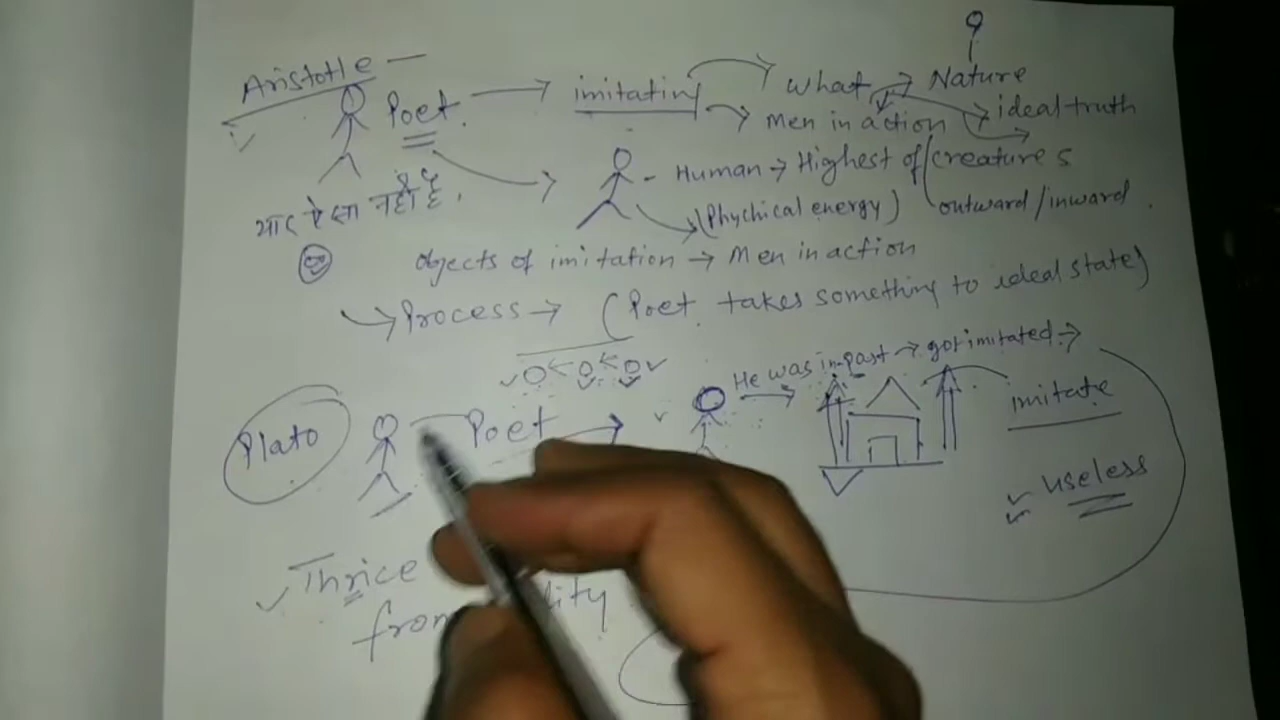 Aristotle —
Poet. → imitating → What → Nature
→ Men in action → ideal truth
- Human → Highest of creatures
(Phychical energy) outward/inward.
नहीं है,
objects of imitation → Men in action
→ Process → (Poet takes something to ideal state)
He was in past → got imitated →
Plato Poet → imitate
useless
Thrice
from